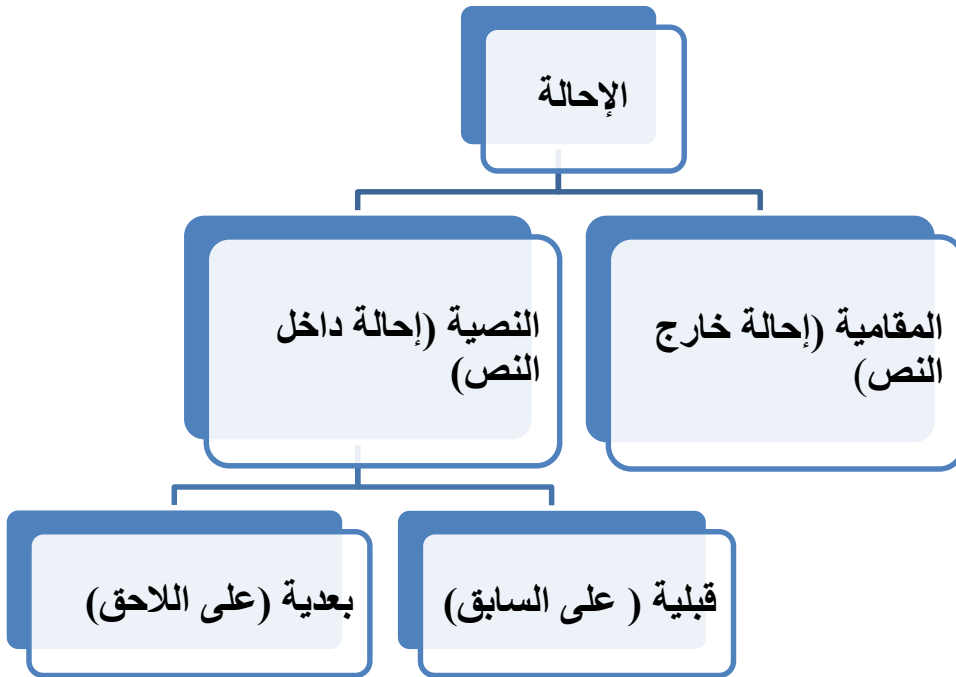 الإحالة
المقامية (إحالة خارج
النص)
النصية (إحالة داخل
النص)
قبلية ( على السابق)
بعدية (على اللاحق)